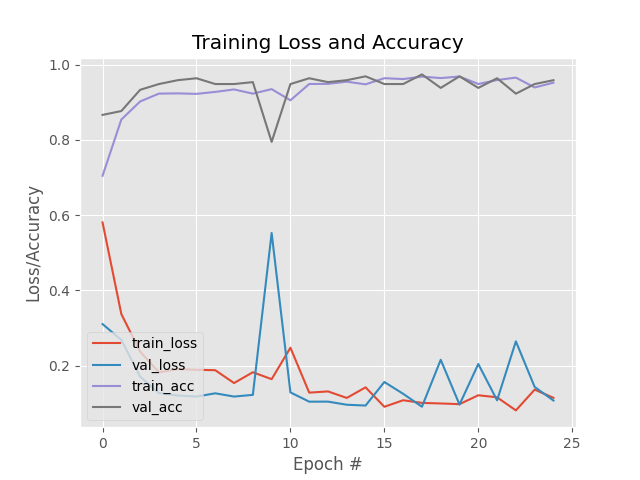 Training Loss and Accuracy
1.0
0.8
0.6
0.4
0.2
Loss/Accuracy
train_loss
val_loss
train_acc
val_acc
0 5 10 15 20 25
Epoch #